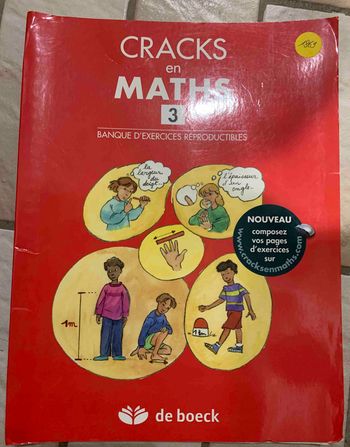 CRACKS
en
MATHS
3
BANQUE D'EXERCICES REPRODUCTIBLES
la
largeur
du
doigt...
l'épaisseur
d'un
ongle...
NOUVEAU
composez
vos pages
d'exercices
sur
www.cracksenmaths.com
1m
de boeck